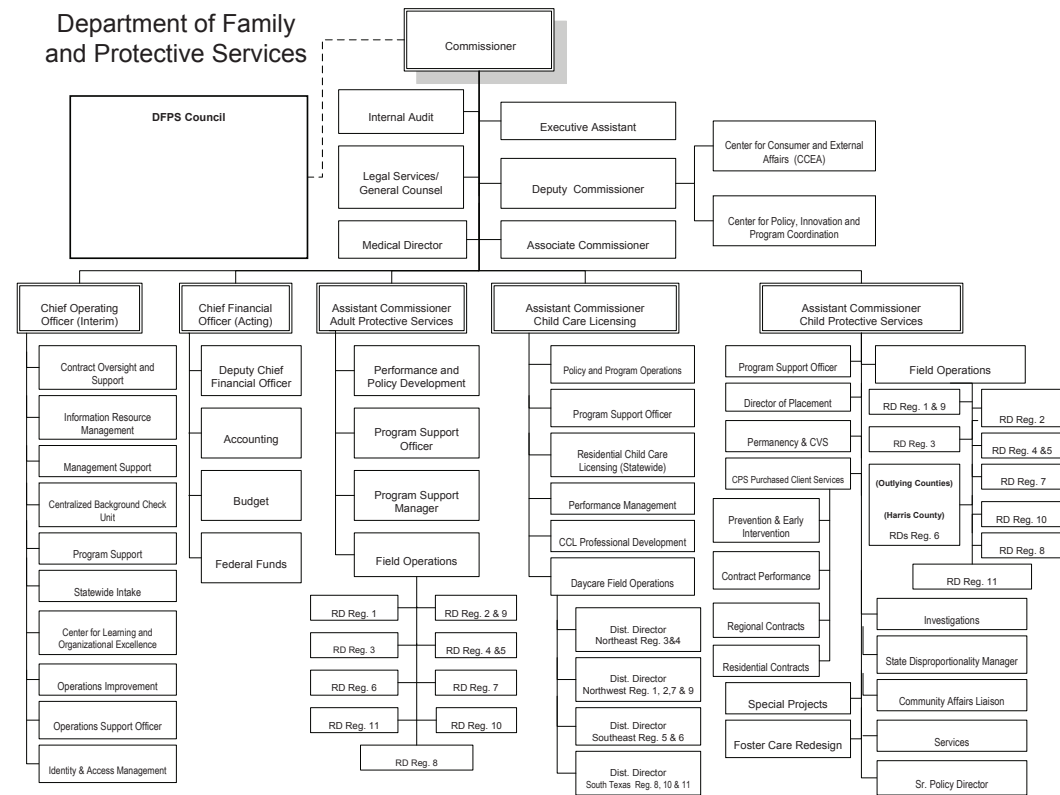 Department of Family
and Protective Services
Commissioner
DFPS Council
Internal Audit
Executive Assistant
Legal Services/
General Counsel
Deputy Commissioner
Center for Consumer and External
Affairs (CCEA)
Center for Policy, Innovation and
Program Coordination
Medical Director
Associate Commissioner
Chief Operating
Officer (Interim)
Contract Oversight and
Support
Information Resource
Management
Management Support
Centralized Background Check
Unit
Program Support
Statewide Intake
Center for Learning and
Organizational Excellence
Operations Improvement
Operations Support Officer
Identity & Access Management
Chief Financial
Officer (Acting)
Deputy Chief
Financial Officer
Accounting
Budget
Federal Funds
Assistant Commissioner
Adult Protective Services
Performance and
Policy Development
Program Support
Officer
Program Support
Manager
Field Operations
RD Reg. 1
RD Reg. 2 & 9
RD Reg. 3
RD Reg. 4 &5
RD Reg. 6
RD Reg. 7
RD Reg. 11
RD Reg. 10
RD Reg. 8
Assistant Commissioner
Child Care Licensing
Policy and Program Operations
Program Support Officer
Residential Child Care
Licensing (Statewide)
Performance Management
CCL Professional Development
Daycare Field Operations
Dist. Director
Northeast Reg. 3&4
Dist. Director
Northwest Reg. 1, 2,7 & 9
Dist. Director
Southeast Reg. 5 & 6
Dist. Director
South Texas Reg. 8, 10 & 11
Assistant Commissioner
Child Protective Services
Program Support Officer
Director of Placement
Permanency & CVS
CPS Purchased Client Services
Prevention & Early
Intervention
Contract Performance
Regional Contracts
Residential Contracts
Special Projects
Foster Care Redesign
Field Operations
RD Reg. 1 & 9
RD Reg. 2
RD Reg. 3
RD Reg. 4 &5
(Outlying Counties)
(Harris County)
RDs Reg. 6
RD Reg. 7
RD Reg. 10
RD Reg. 8
RD Reg. 11
Investigations
State Disproportionality Manager
Community Affairs Liaison
Services
Sr. Policy Director